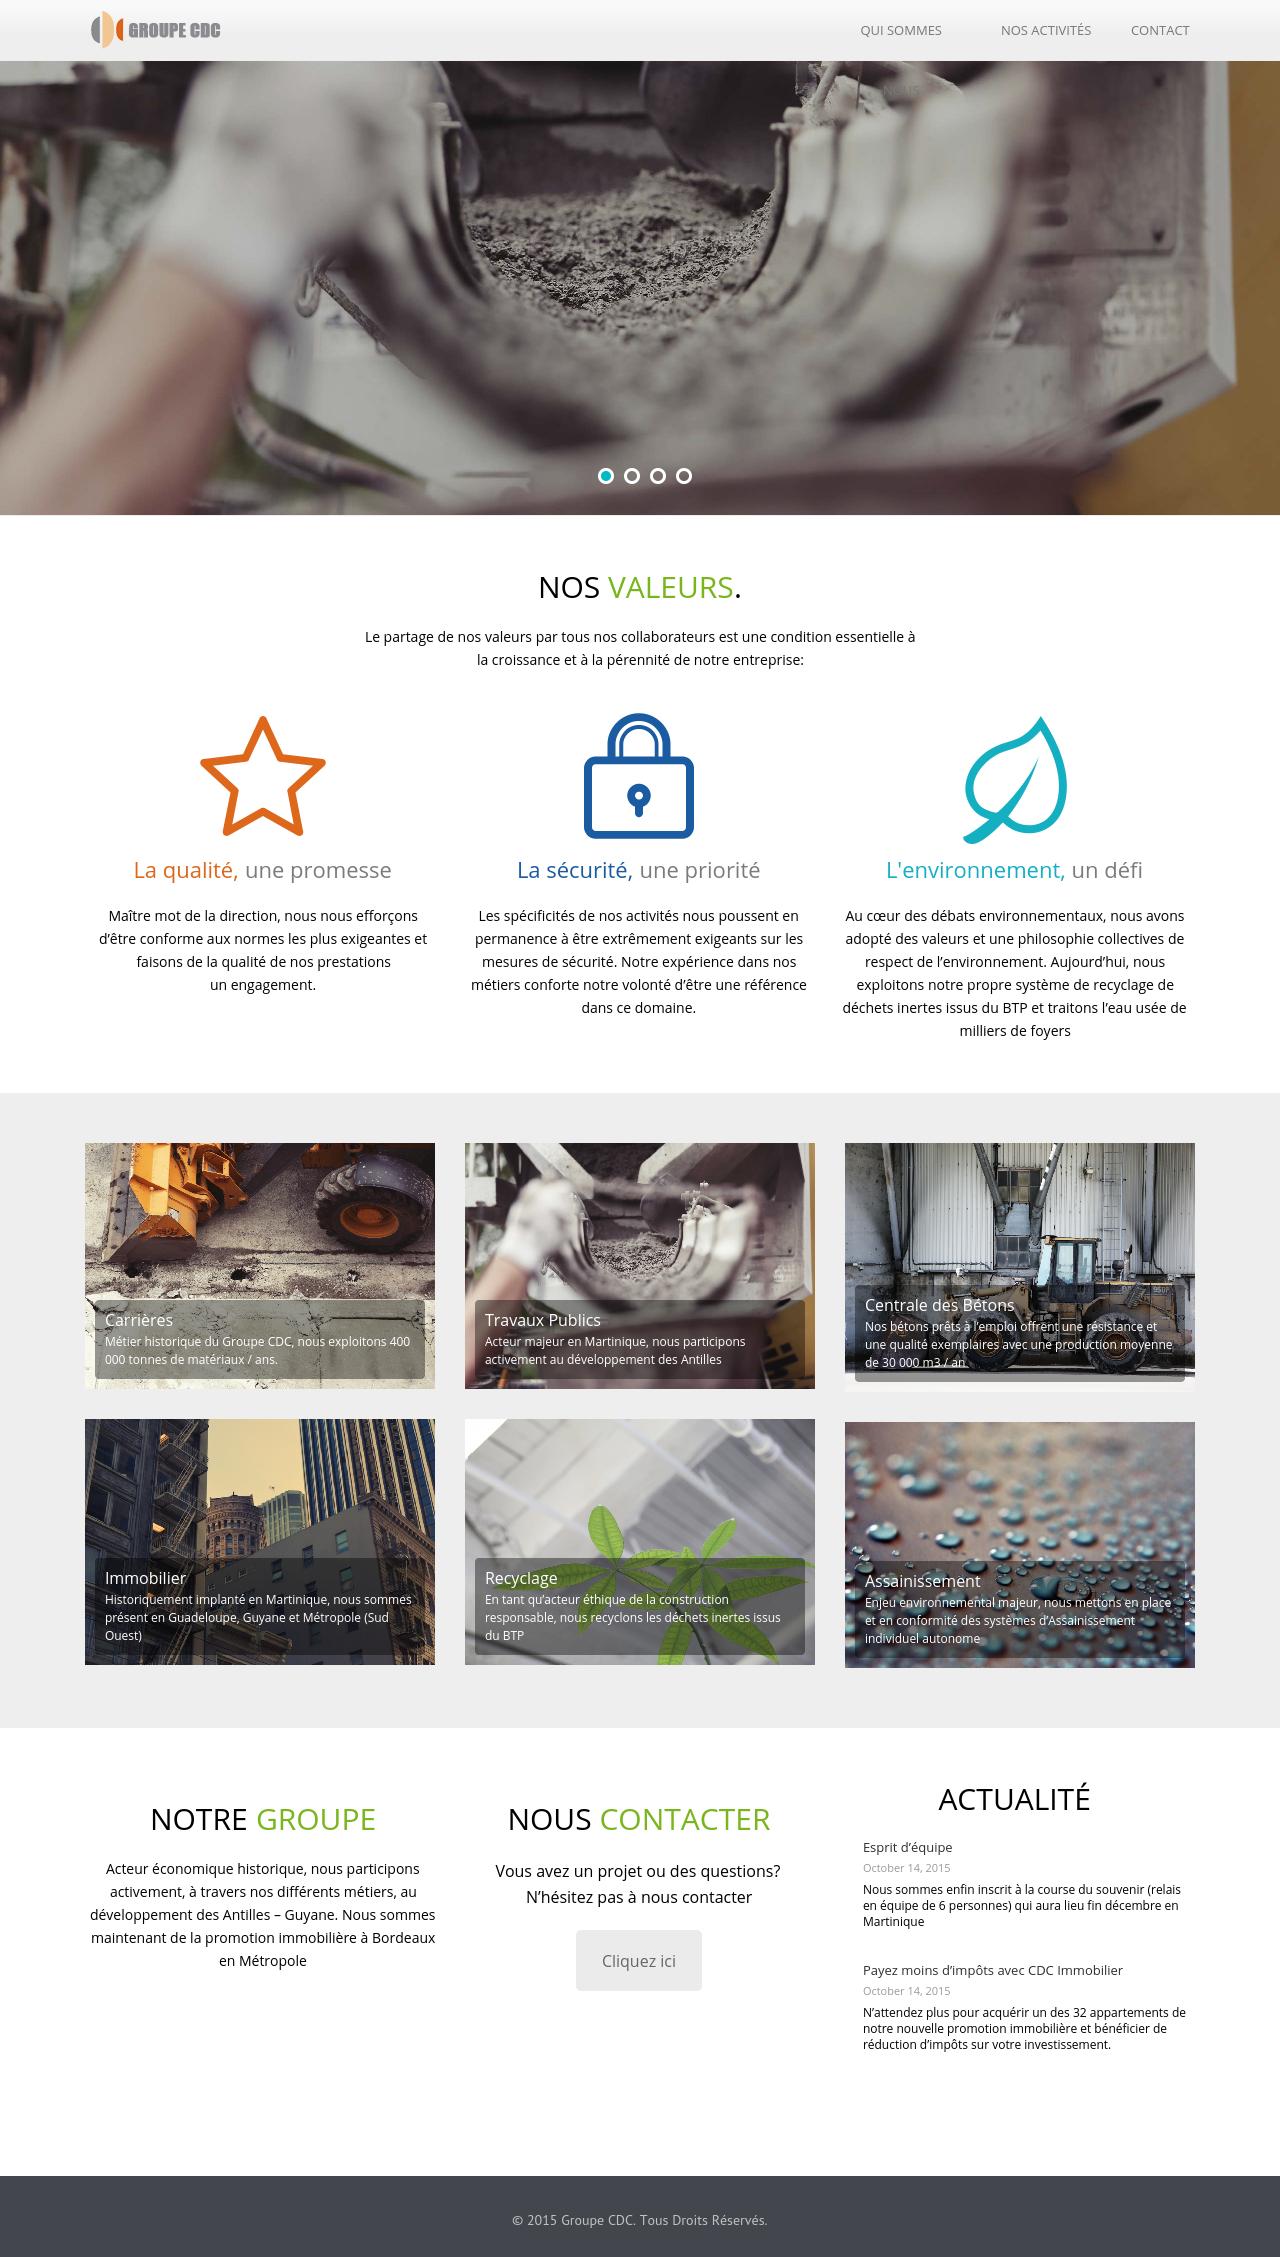 GROUPE CDC
QUI SOMMES NOS ACTIVITÉS CONTACT
NOUS
NOS VALEURS.
Le partage de nos valeurs par tous nos collaborateurs est une condition essentielle à
la croissance et à la pérennité de notre entreprise:
La qualité, une promesse
Maître mot de la direction, nous nous efforçons
d’être conforme aux normes les plus exigeantes et
faisons de la qualité de nos prestations
un engagement.
La sécurité, une priorité
Les spécificités de nos activités nous poussent en
permanence à être extrêmement exigeants sur les
mesures de sécurité. Notre expérience dans nos
métiers conforte notre volonté d’être une référence
dans ce domaine.
L'environnement, un défi
Au cœur des débats environnementaux, nous avons
adopté des valeurs et une philosophie collectives de
respect de l’environnement. Aujourd’hui, nous
exploitons notre propre système de recyclage de
déchets inertes issus du BTP et traitons l’eau usée de
milliers de foyers
Carrières
Métier historique du Groupe CDC, nous exploitons 400
000 tonnes de matériaux / ans.
Travaux Publics
Acteur majeur en Martinique, nous participons
activement au développement des Antilles
Centrale des Bétons
Nos bétons prêts à l’emploi offrent une résistance et
une qualité exemplaires avec une production moyenne
de 30 000 m3 / an
Immobilier
Historiquement implanté en Martinique, nous sommes
présent en Guadeloupe, Guyane et Métropole (Sud
Ouest)
Recyclage
En tant qu’acteur éthique de la construction
responsable, nous recyclons les déchets inertes issus
du BTP
Assainissement
Enjeu environnemental majeur, nous mettons en place
et en conformité des systèmes d’Assainissement
individuel autonome
NOTRE GROUPE
Acteur économique historique, nous participons
activement, à travers nos différents métiers, au
développement des Antilles – Guyane. Nous sommes
maintenant de la promotion immobilière à Bordeaux
en Métropole
NOUS CONTACTER
Vous avez un projet ou des questions?
N’hésitez pas à nous contacter
Cliquez ici
ACTUALITÉ
Esprit d’équipe
October 14, 2015
Nous sommes enfin inscrit à la course du souvenir (relais
en équipe de 6 personnes) qui aura lieu fin décembre en
Martinique
Payez moins d’impôts avec CDC Immobilier
October 14, 2015
N’attendez plus pour acquérir un des 32 appartements de
notre nouvelle promotion immobilière et bénéficier de
réduction d’impôts sur votre investissement.
© 2015 Groupe CDC. Tous Droits Réservés.